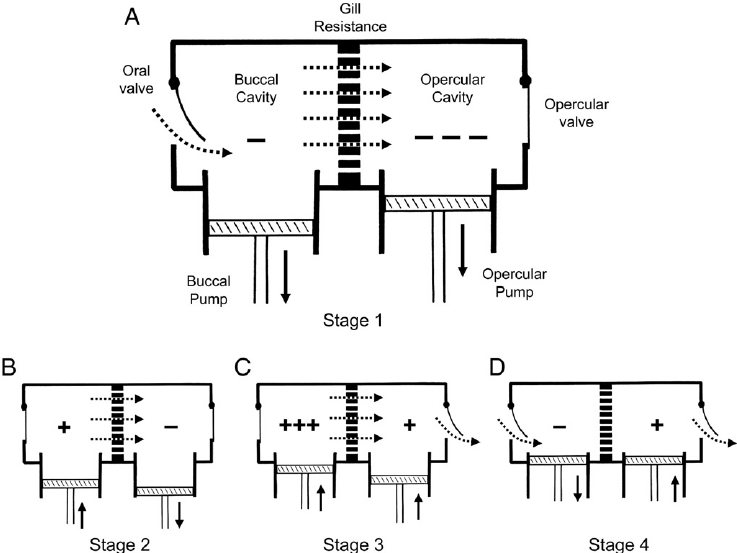 A
Gill
Resistance
Oral
valve
Buccal
Cavity
Opercular
Cavity
Opercular
valve
– – – –
Buccal
Pump
Opercular
Pump
Stage 1
B
C
D
+ –
+++ +
– +
Stage 2
Stage 3
Stage 4